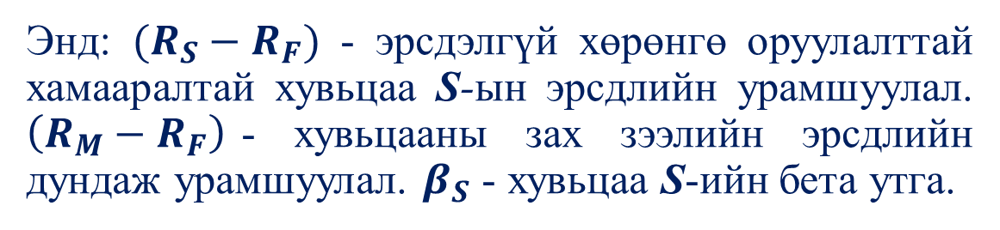 Энд: (R_S − R_F) - эрсдэлгүй хөрөнгө оруулалттай
хамааралтай хувьцаа S-ын эрсдлийн урамшуулал.
(R_M − R_F) - хувьцааны зах зээлийн эрсдлийн
дундаж урамшуулал. β_S - хувьцаа S-ийн бета утга.